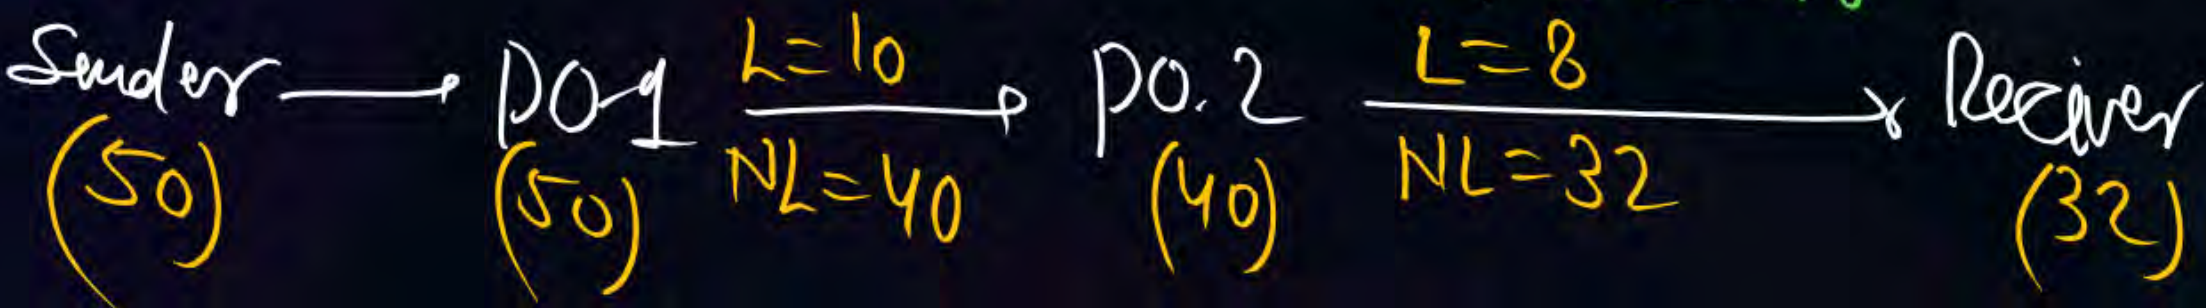 Sender → PO-1 L=10 → PO.2 L=8 → Reciver
(50) (50) NL=40 (40) NL=32 (32)